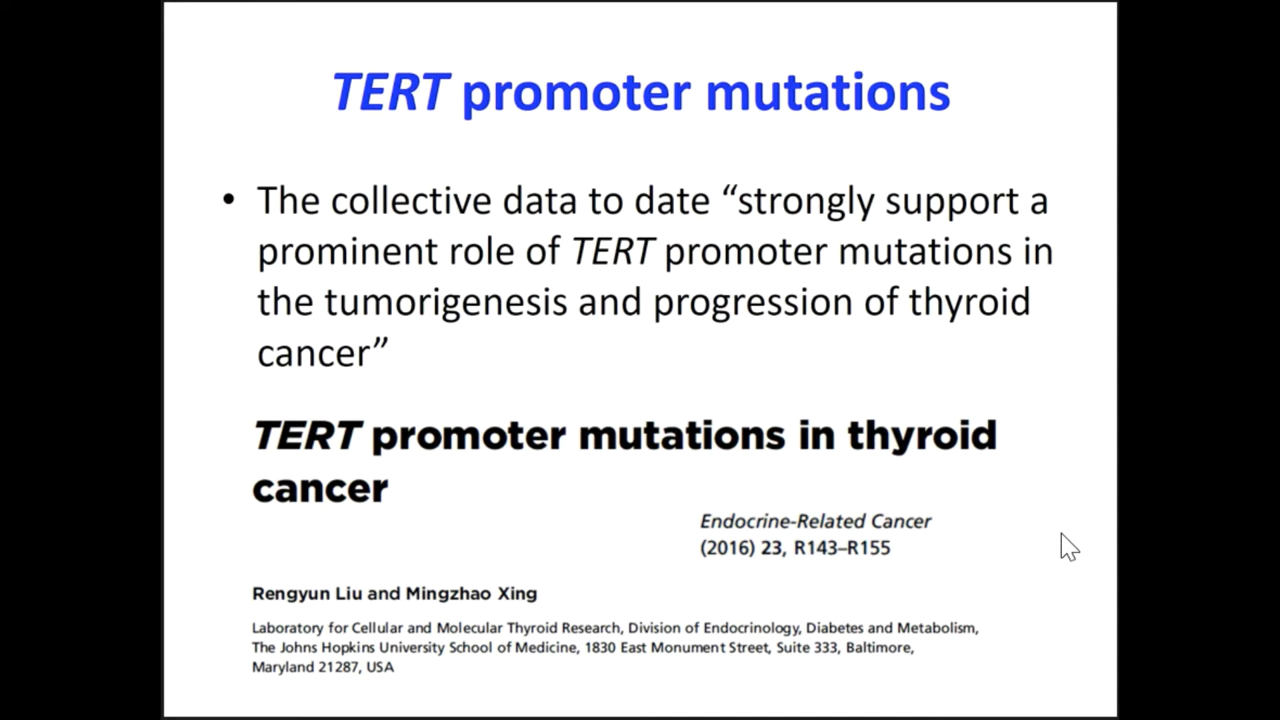 TERT promoter mutations
• The collective data to date “strongly support a
prominent role of TERT promoter mutations in
the tumorigenesis and progression of thyroid
cancer”
TERT promoter mutations in thyroid
cancer
Endocrine-Related Cancer
(2016) 23, R143–R155
Rengyun Liu and Mingzhao Xing
Laboratory for Cellular and Molecular Thyroid Research, Division of Endocrinology, Diabetes and Metabolism,
The Johns Hopkins University School of Medicine, 1830 East Monument Street, Suite 333, Baltimore,
Maryland 21287, USA